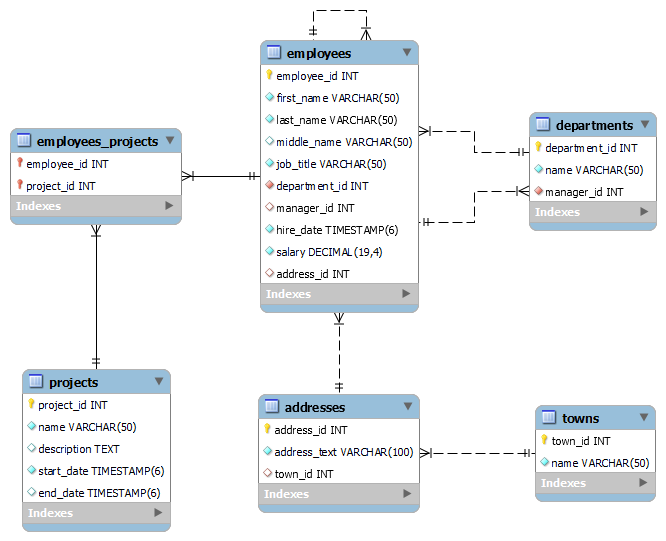 employees
employee_id INT
first_name VARCHAR(50)
last_name VARCHAR(50)
middle_name VARCHAR(50)
job_title VARCHAR(50)
department_id INT
manager_id INT
hire_date TIMESTAMP(6)
salary DECIMAL(19,4)
address_id INT
Indexes
departments
department_id INT
name VARCHAR(50)
manager_id INT
Indexes
employees_projects
employee_id INT
project_id INT
Indexes
projects
project_id INT
name VARCHAR(50)
description TEXT
start_date TIMESTAMP(6)
end_date TIMESTAMP(6)
Indexes
addresses
address_id INT
address_text VARCHAR(100)
town_id INT
Indexes
towns
town_id INT
name VARCHAR(50)
Indexes